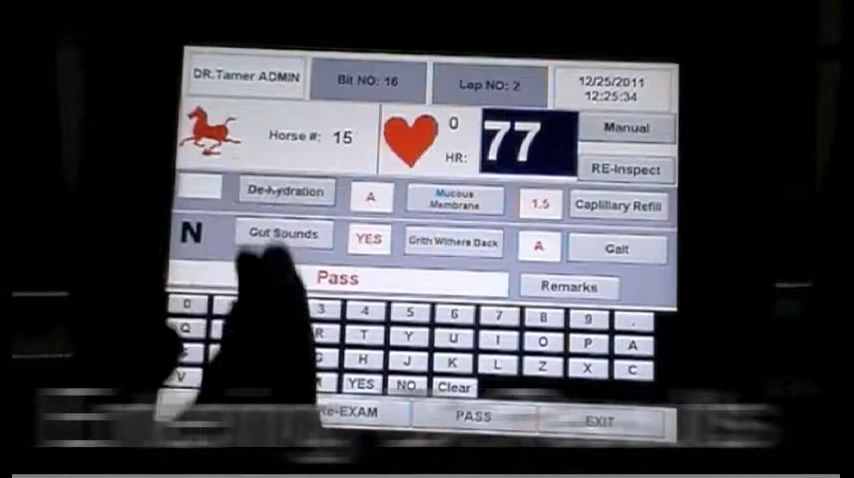 DR.Tamer ADMIN
Bit NO: 16
Lap NO: 2
12/25/2011
12:25:34
Horse #: 15
0
HR: 77
Manual
RE-Inspect
De-hydration
A
Mucous
Membrane
1.5
Capliliary Refill
N
Gut Sounds
YES
Grith Withers Back
A
Gait
Pass
Remarks
0 3 4 5 6 7 8 9 .
Q R T Y U I O P A
H J K L Z X C
V YES NO Clear
Re-EXAM PASS EXIT